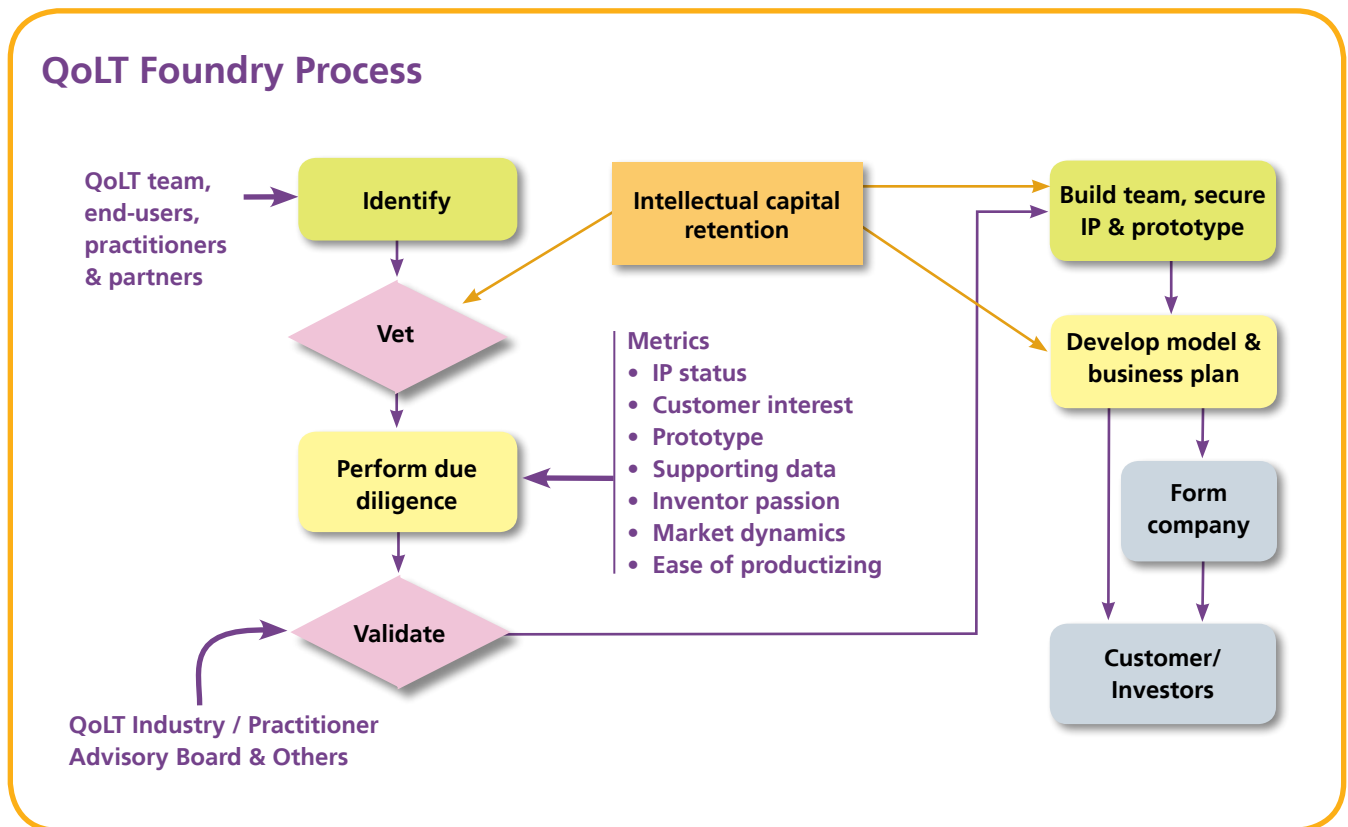 QoLT Foundry Process
QoLT team,
end-users,
practitioners
& partners
Identify
Vet
Perform due
diligence
Validate
QoLT Industry / Practitioner
Advisory Board & Others
Intellectual capital
retention
Metrics
• IP status
• Customer interest
• Prototype
• Supporting data
• Inventor passion
• Market dynamics
• Ease of productizing
Build team, secure
IP & prototype
Develop model &
business plan
Form
company
Customer/
Investors